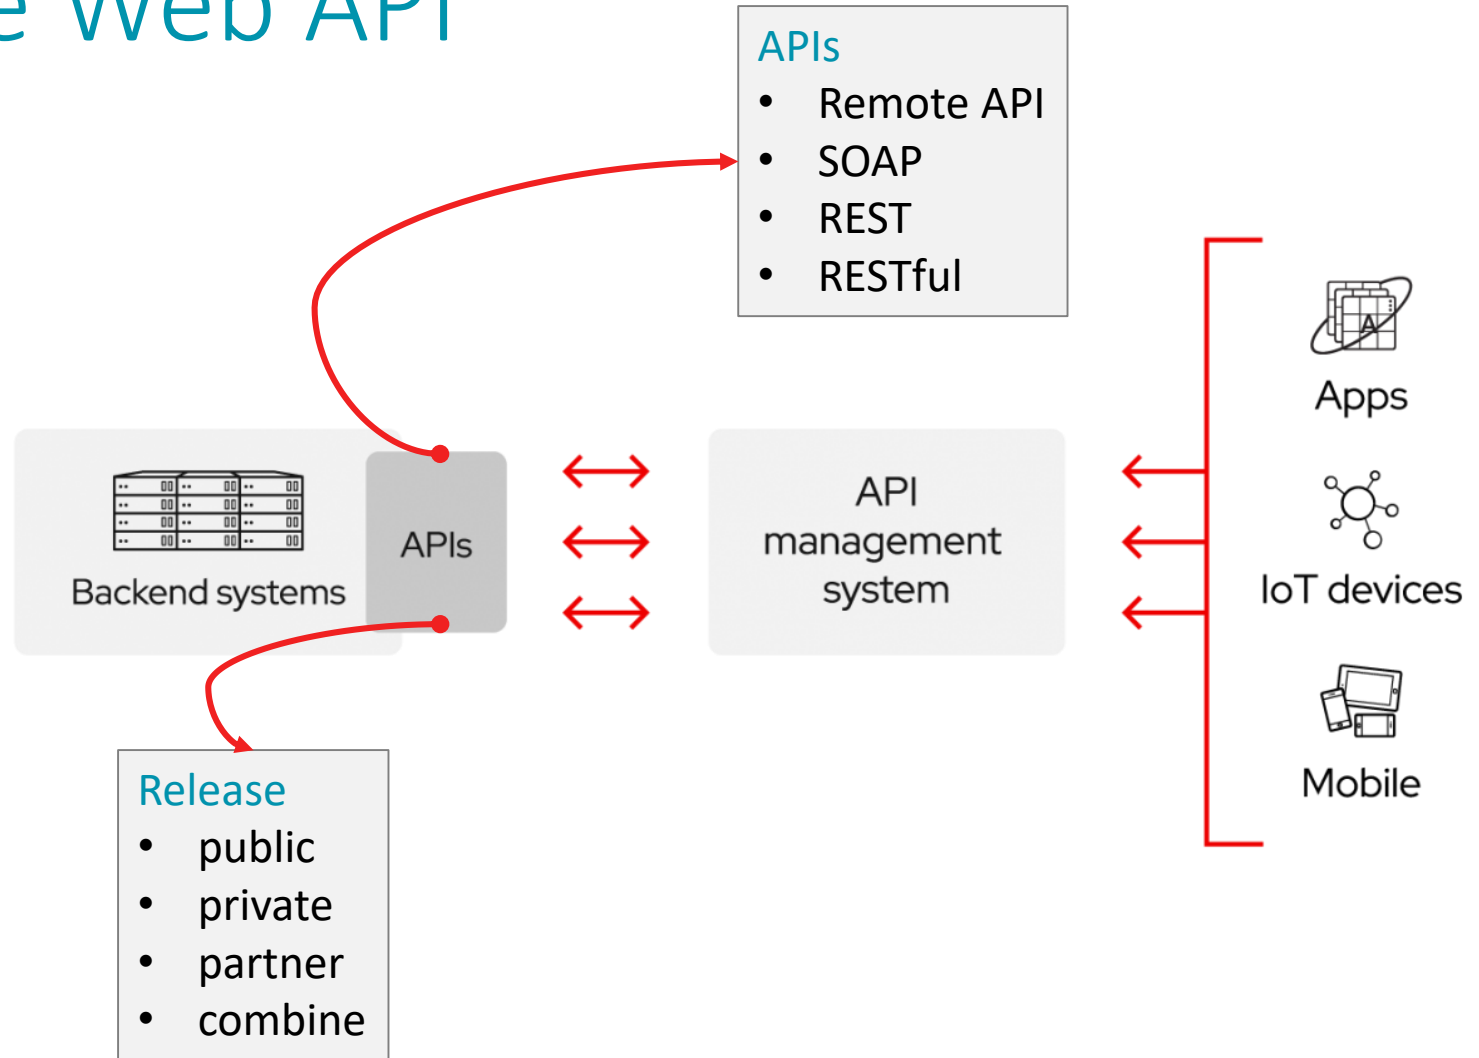 e Web API
APIs
• Remote API
• SOAP
• REST
• RESTful
A
Apps
Backend systems
APIs
API
management
system
IoT devices
Mobile
Release
• public
• private
• partner
• combine